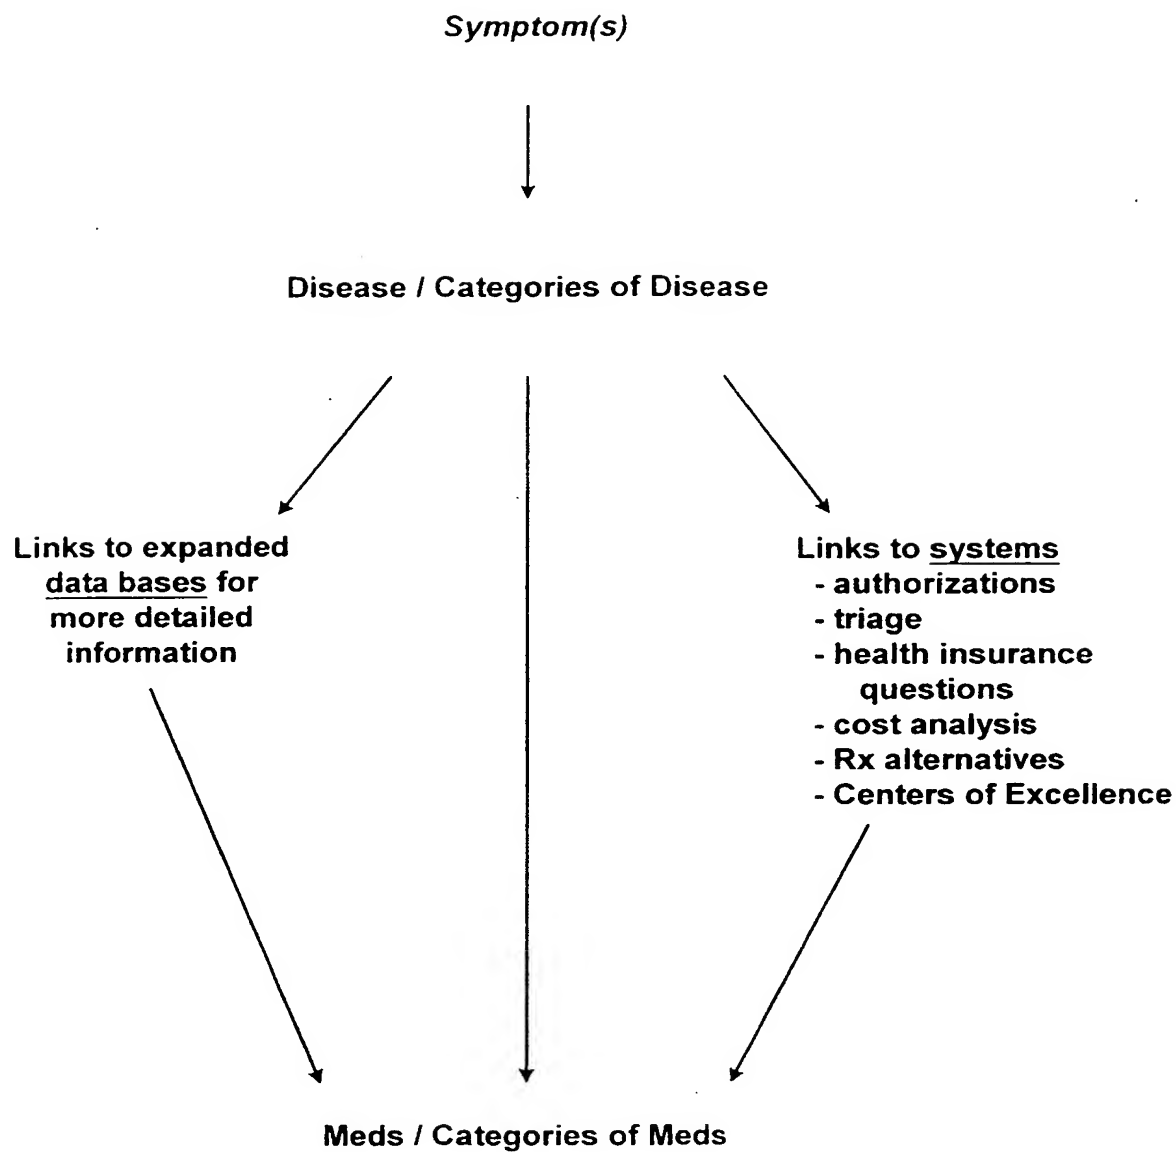 Symptom(s)
Disease / Categories of Disease
Links to expanded
data bases for
more detailed
information
Links to systems
- authorizations
- triage
- health insurance
questions
- cost analysis
- Rx alternatives
- Centers of Excellence
Meds / Categories of Meds